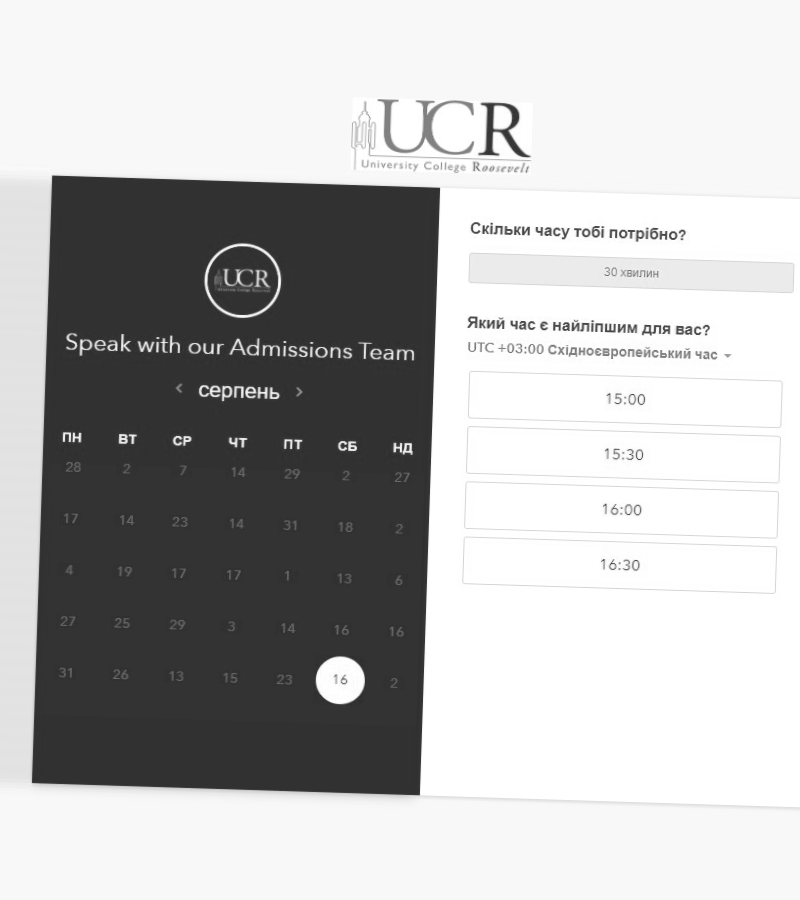 UCR
University College Roosevelt
UCR
Speak with our Admissions Team
серпень
ПН ВТ СР ЧТ ПТ СБ НД
28 2 7 14 29 2 27
17 14 23 14 31 18 2
4 19 17 17 1 13 6
27 25 29 3 14 16 16
31 26 13 15 23 16 2
Скільки часу тобі потрібно?
30 хвилин
Який час є найліпшим для вас?
UTC +03:00 Східноєвропейський час
15:00
15:30
16:00
16:30